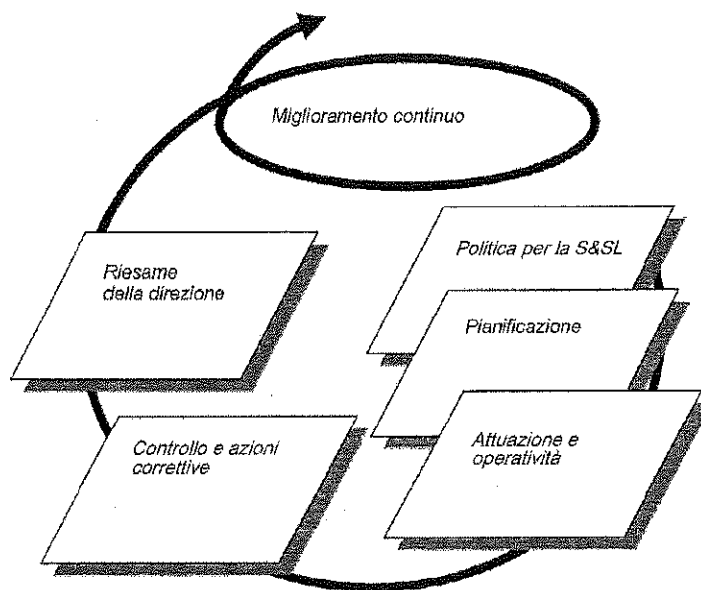 Miglioramento continuo
Politica per la S&SL
Riesame
della direzione
Pianificazione
Controllo e azioni
correttive
Attuazione e
operatività